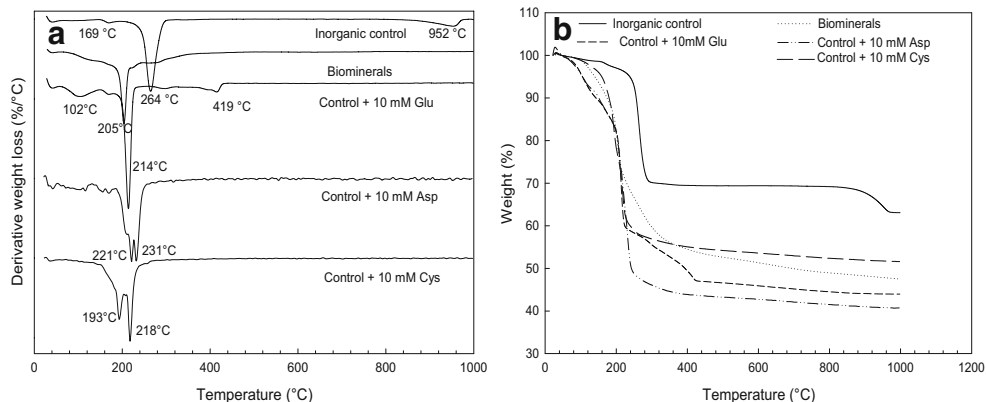 a
169 °C
Inorganic control
952 °C
Biominerals
264 °C
Control + 10 mM Glu
102°C
419 °C
205°C
214°C
Control + 10 mM Asp
221°C
231°C
Control + 10 mM Cys
193°C
218°C
Derivative weight loss (%/°C)
0 200 400 600 800 1000
Temperature (°C)
b
Inorganic control
Biominerals
Control + 10mM Glu
Control + 10 mM Asp
Control + 10 mM Cys
110
100
90
80
70
60
50
40
30
Weight (%)
0 200 400 600 800 1000 1200
Temperature (°C)